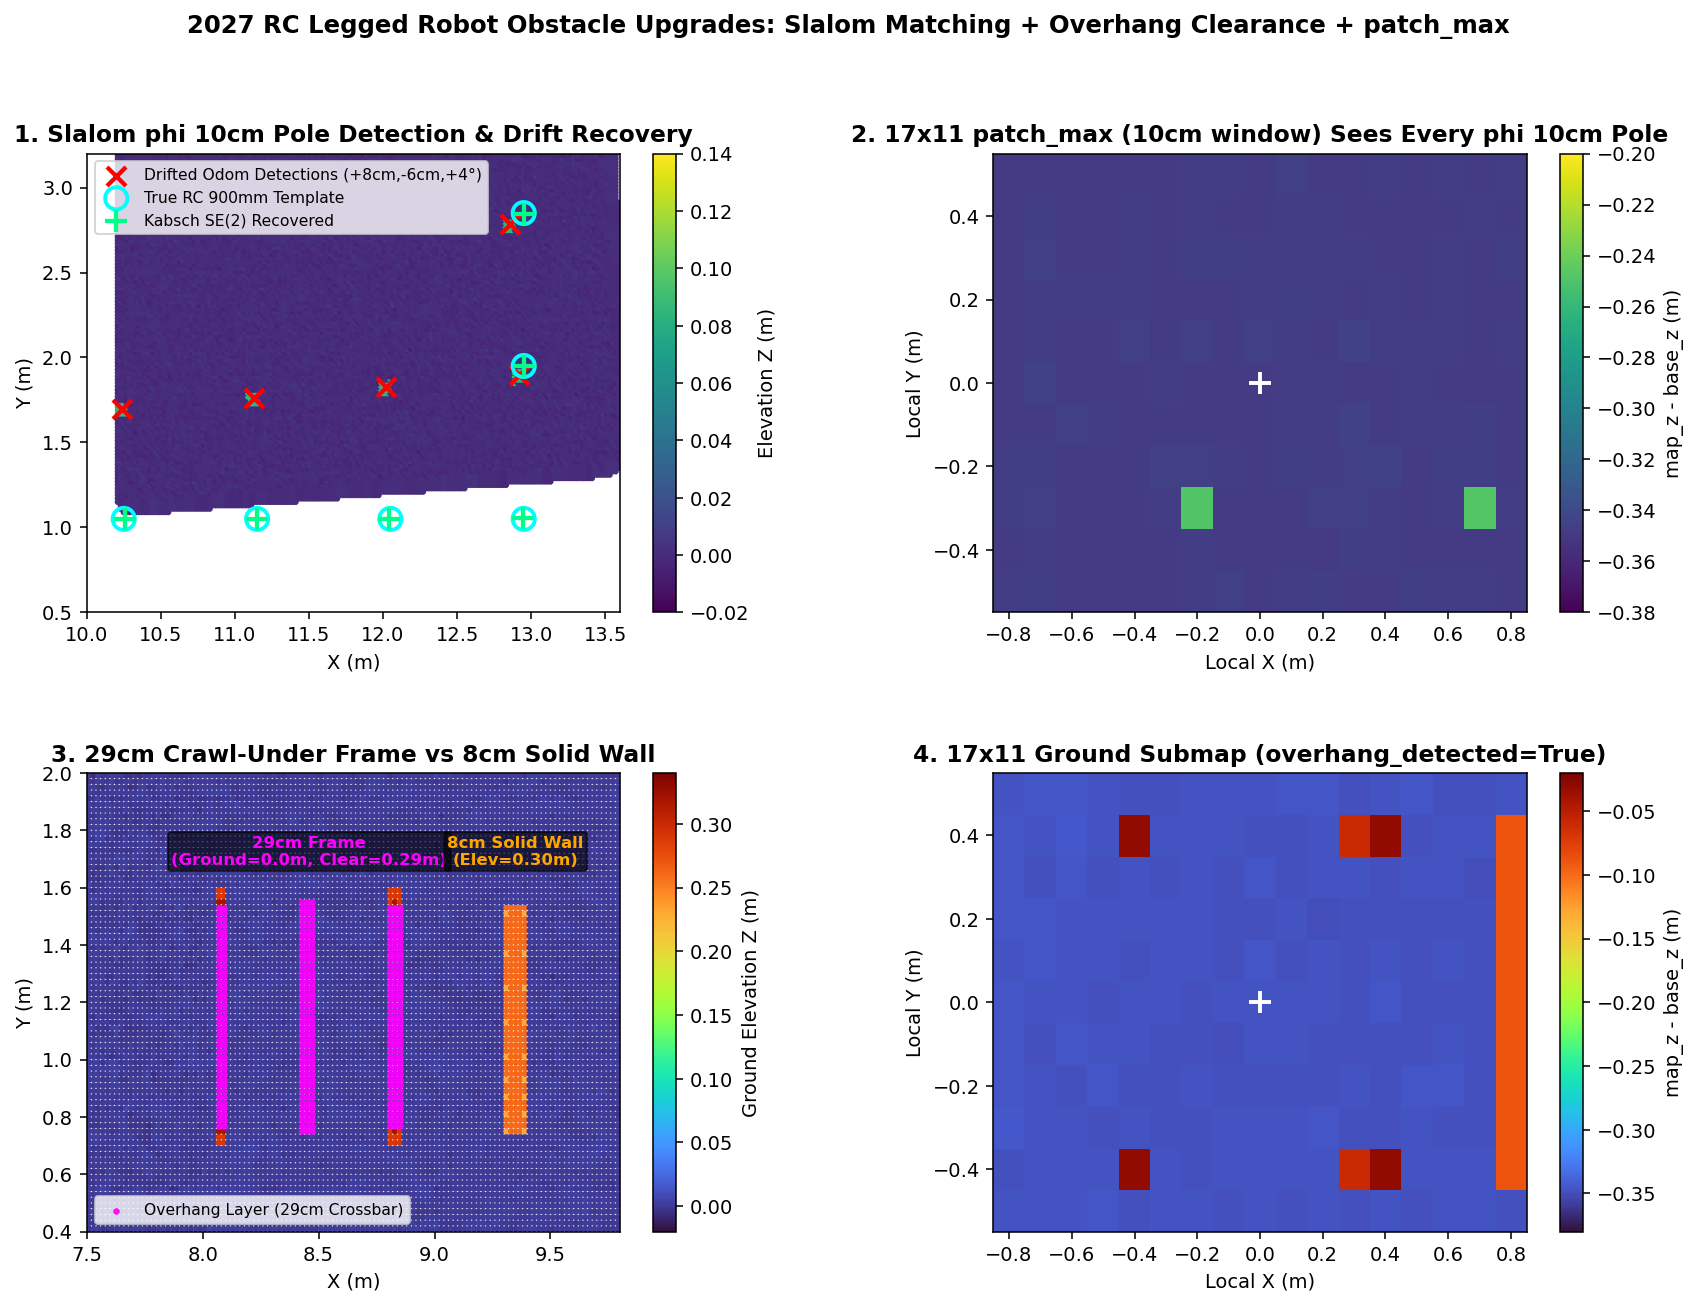 2027 RC Legged Robot Obstacle Upgrades: Slalom Matching + Overhang Clearance + patch_max
1. Slalom phi 10cm Pole Detection & Drift Recovery
Drifted Odom Detections (+8cm,-6cm,+4°)
True RC 900mm Template
Kabsch SE(2) Recovered
3.0
2.5
2.0
1.5
1.0
0.5
Y (m)
10.0 10.5 11.0 11.5 12.0 12.5 13.0 13.5
X (m)
0.14
0.12
0.10
0.08
0.06
0.04
0.02
0.00
−0.02
Elevation Z (m)
2. 17x11 patch_max (10cm window) Sees Every phi 10cm Pole
0.4
0.2
0.0
−0.2
−0.4
Local Y (m)
−0.8 −0.6 −0.4 −0.2 0.0 0.2 0.4 0.6 0.8
Local X (m)
−0.20
−0.22
−0.24
−0.26
−0.28
−0.30
−0.32
−0.34
−0.36
−0.38
map_z - base_z (m)
3. 29cm Crawl-Under Frame vs 8cm Solid Wall
29cm Frame
(Ground=0.0m, Clear=0.29m)
8cm Solid Wall
(Elev=0.30m)
Overhang Layer (29cm Crossbar)
2.0
1.8
1.6
1.4
1.2
1.0
0.8
0.6
0.4
Y (m)
7.5 8.0 8.5 9.0 9.5
X (m)
0.30
0.25
0.20
0.15
0.10
0.05
0.00
Ground Elevation Z (m)
4. 17x11 Ground Submap (overhang_detected=True)
0.4
0.2
0.0
−0.2
−0.4
Local Y (m)
−0.8 −0.6 −0.4 −0.2 0.0 0.2 0.4 0.6 0.8
Local X (m)
−0.05
−0.10
−0.15
−0.20
−0.25
−0.30
−0.35
map_z - base_z (m)